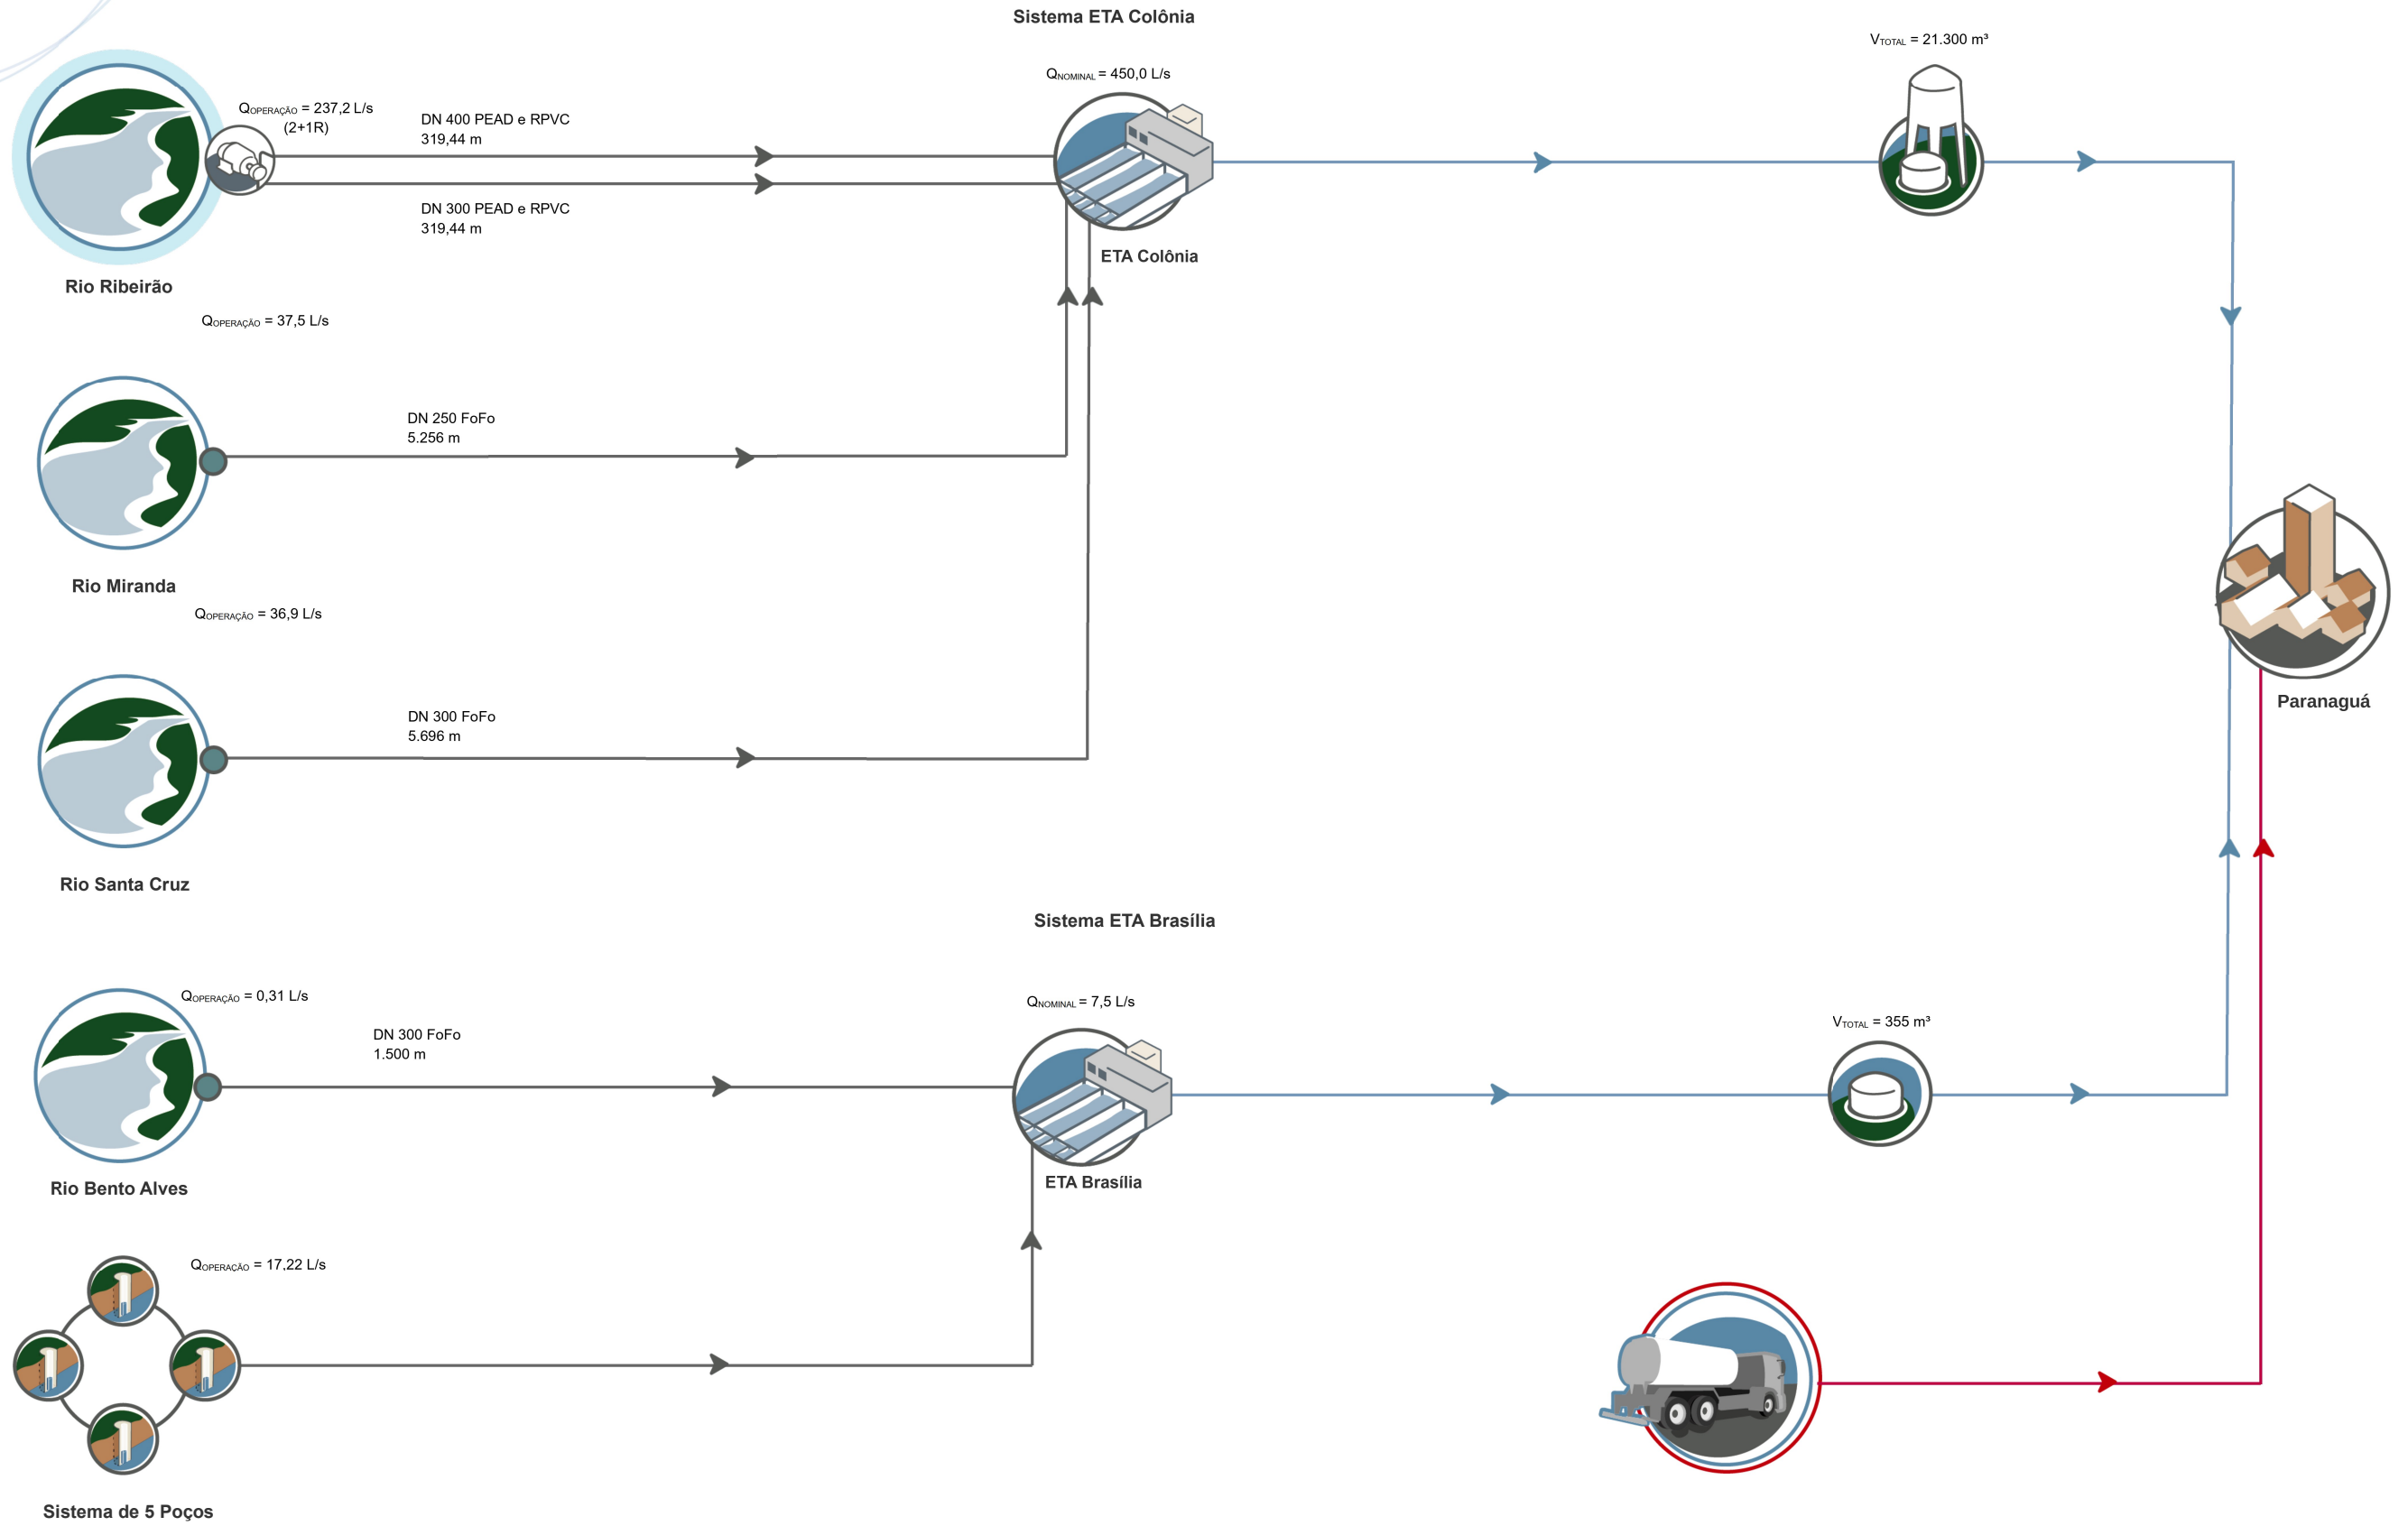 Sistema ETA Colônia
VTOTAL = 21.300 m³
QNOMINAL = 450,0 L/s
QOPERAÇÃO = 237,2 L/s
(2+1R)
DN 400 PEAD e RPVC
319,44 m
DN 300 PEAD e RPVC
319,44 m
ETA Colônia
Rio Ribeirão
QOPERAÇÃO = 37,5 L/s
DN 250 FoFo
5.256 m
Rio Miranda
QOPERAÇÃO = 36,9 L/s
Paranaguá
DN 300 FoFo
5.696 m
Rio Santa Cruz
Sistema ETA Brasília
QOPERAÇÃO = 0,31 L/s
QNOMINAL = 7,5 L/s
VTOTAL = 355 m³
DN 300 FoFo
1.500 m
ETA Brasília
Rio Bento Alves
QOPERAÇÃO = 17,22 L/s
Sistema de 5 Poços